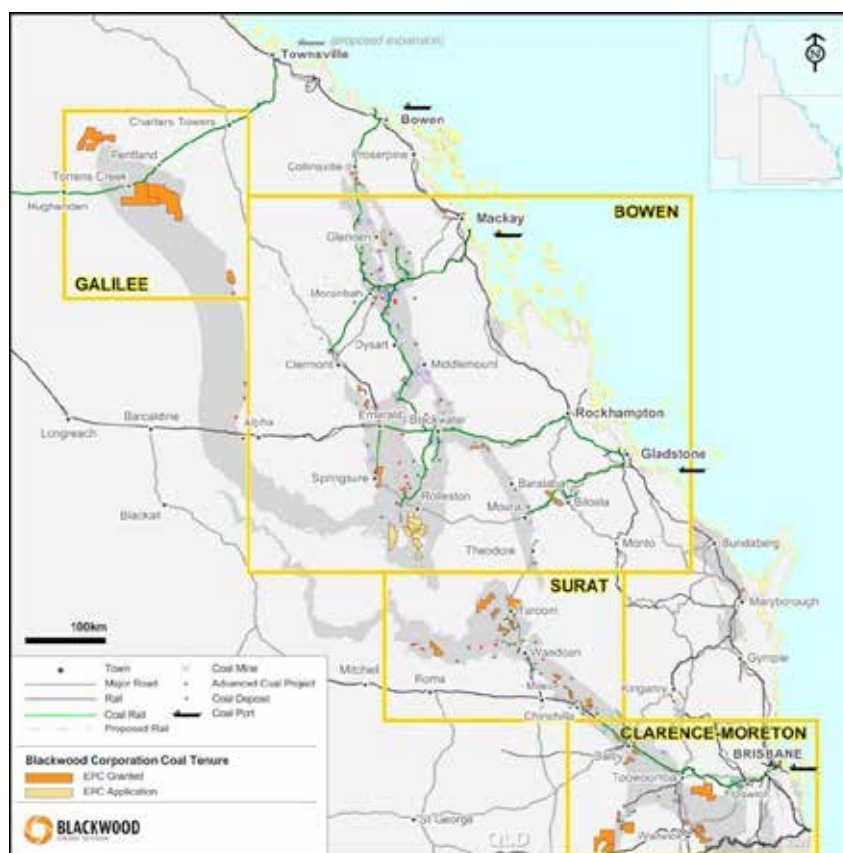 (proposed expansion)
Townsville
N
Bowen
Charters Towers
Proserpine
Collinsville
Pentland
Torrens Creek
Hughenden
Mackay
BOWEN
Glenden
GALILEE
Moranbah
Dysart
Clermont
Middlemount
Rockhampton
Emerald
Blackwater
Barcaldine
Alpha
Longreach
Gladstone
Springsure
Baralaba
Rolleston
Moura
Biloela
Blackall
Theodore
Monto
Bundaberg
SURAT
Taroom
Maryborough
100km
Wandoan
Mitchell
Roma
Miles
Gympie
Kingaroy
Chinchilla
CLARENCE-MORETON
Dalby
BRISBANE
Toowoomba
Ipswich
St George
Warwick
QLD
Town
Major Road
Rail
Coal Rail
Proposed Rail
Coal Mine
Advanced Coal Project
Coal Deposit
Coal Port
Blackwood Corporation Coal Tenure
EPC Granted
EPC Application
BLACKWOOD